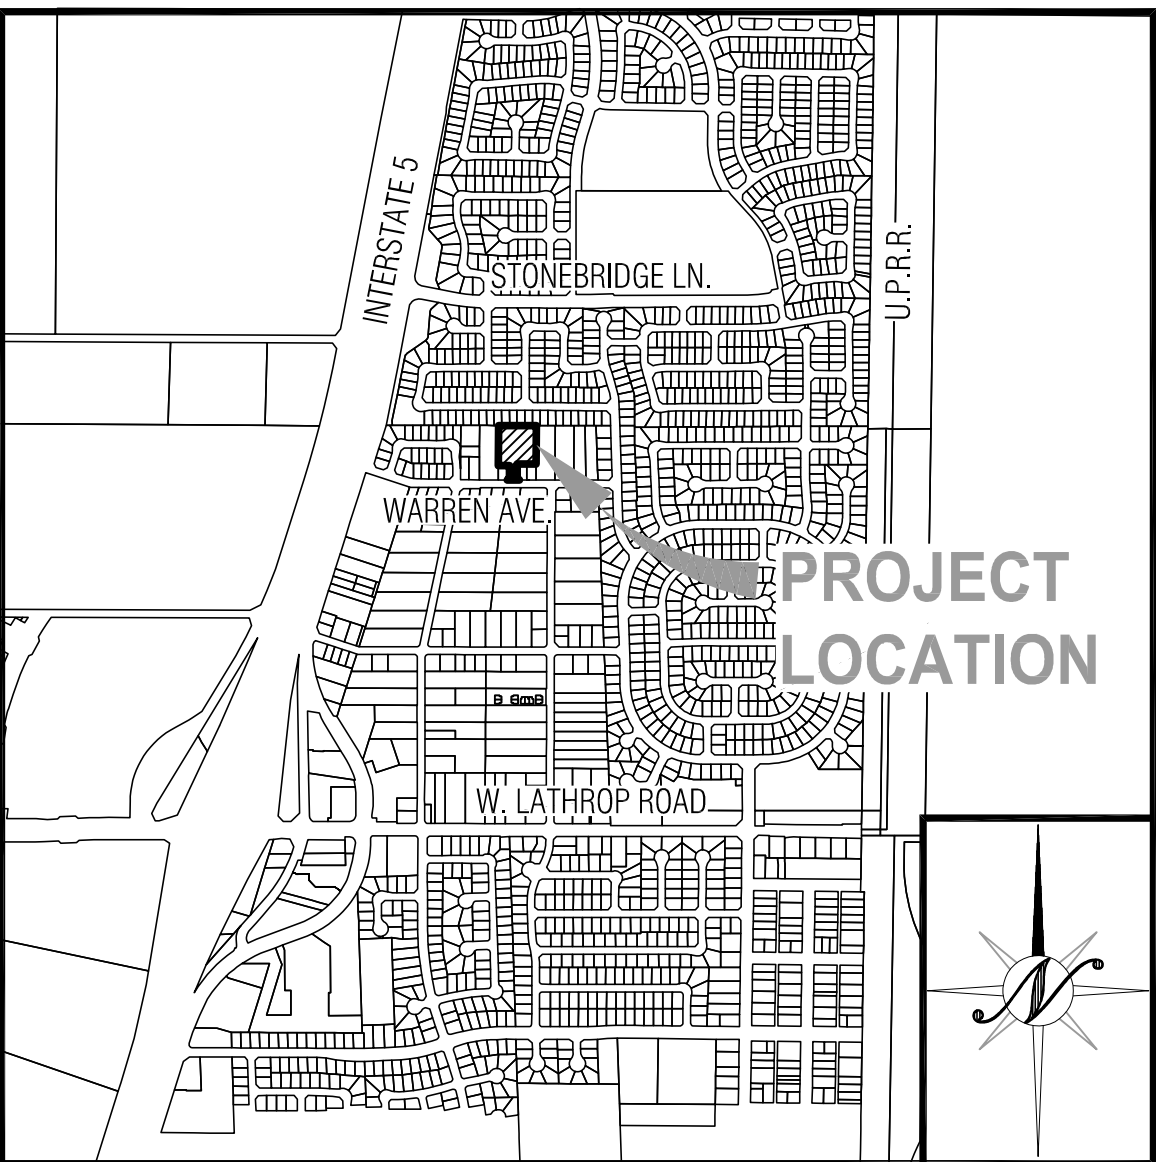 INTERSTATE 5
STONEBRIDGE LN.
U.P.R.R.
WARREN AVE.
PROJECT
LOCATION
W. LATHROP ROAD
N